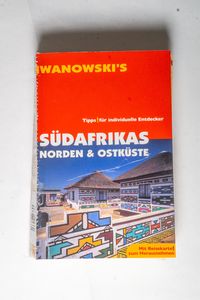 IWANOWSKI'S
Tipps für individuelle Entdecker
SÜDAFRIKAS
NORDEN & OSTKÜSTE
Mit Reisekarte
zum Herausnehmen